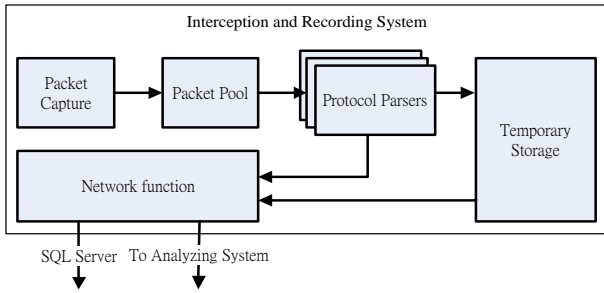 Interception and Recording System
Packet
Capture
Packet Pool
Protocol Parsers
Temporary
Storage
Network function
SQL Server
To Analyzing System